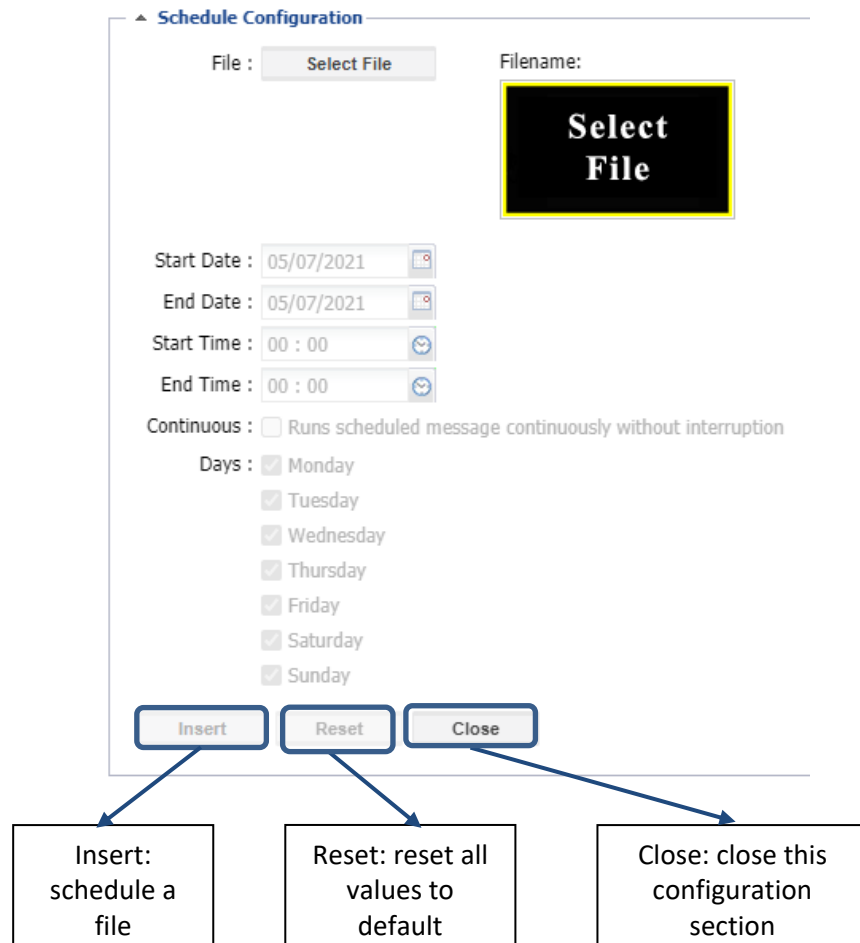 Schedule Configuration
File : Select File Filename:
Select
File
Start Date : 05/07/2021
End Date : 05/07/2021
Start Time : 00 : 00
End Time : 00 : 00
Continuous : Runs scheduled message continuously without interruption
Days : Monday
Tuesday
Wednesday
Thursday
Friday
Saturday
Sunday
Insert Reset Close
Insert:
schedule a
file
Reset: reset all
values to
default
Close: close this
configuration
section